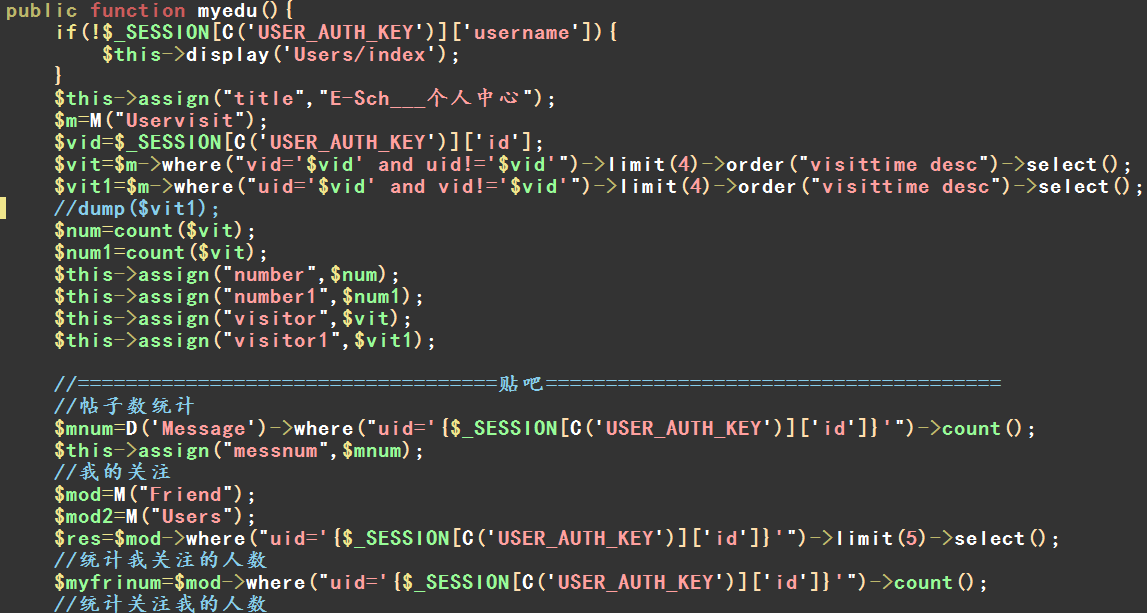 public function myedu(){
if(!$_SESSION[C('USER_AUTH_KEY')]['username']){
$this->display('Users/index');
}
$this->assign("title","E-Sch___个人中心");
$m=M("Uservisit");
$vid=$_SESSION[C('USER_AUTH_KEY')]['id'];
$vit=$m->where("vid='$vid' and uid!='$vid'")->limit(4)->order("visittime desc")->select();
$vit1=$m->where("uid='$vid' and vid!='$vid'")->limit(4)->order("visittime desc")->select();
//dump($vit1);
$num=count($vit);
$num1=count($vit);
$this->assign("number",$num);
$this->assign("number1",$num1);
$this->assign("visitor",$vit);
$this->assign("visitor1",$vit1);
//===================================贴吧======================================
//帖子数统计
$mnum=D('Message')->where("uid='{$_SESSION[C('USER_AUTH_KEY')]['id']}'")->count();
$this->assign("messnum",$mnum);
//我的关注
$mod=M("Friend");
$mod2=M("Users");
$res=$mod->where("uid='{$_SESSION[C('USER_AUTH_KEY')]['id']}'")->limit(5)->select();
//统计我关注的人数
$myfrinum=$mod->where("uid='{$_SESSION[C('USER_AUTH_KEY')]['id']}'")->count();
//统计关注我的人数